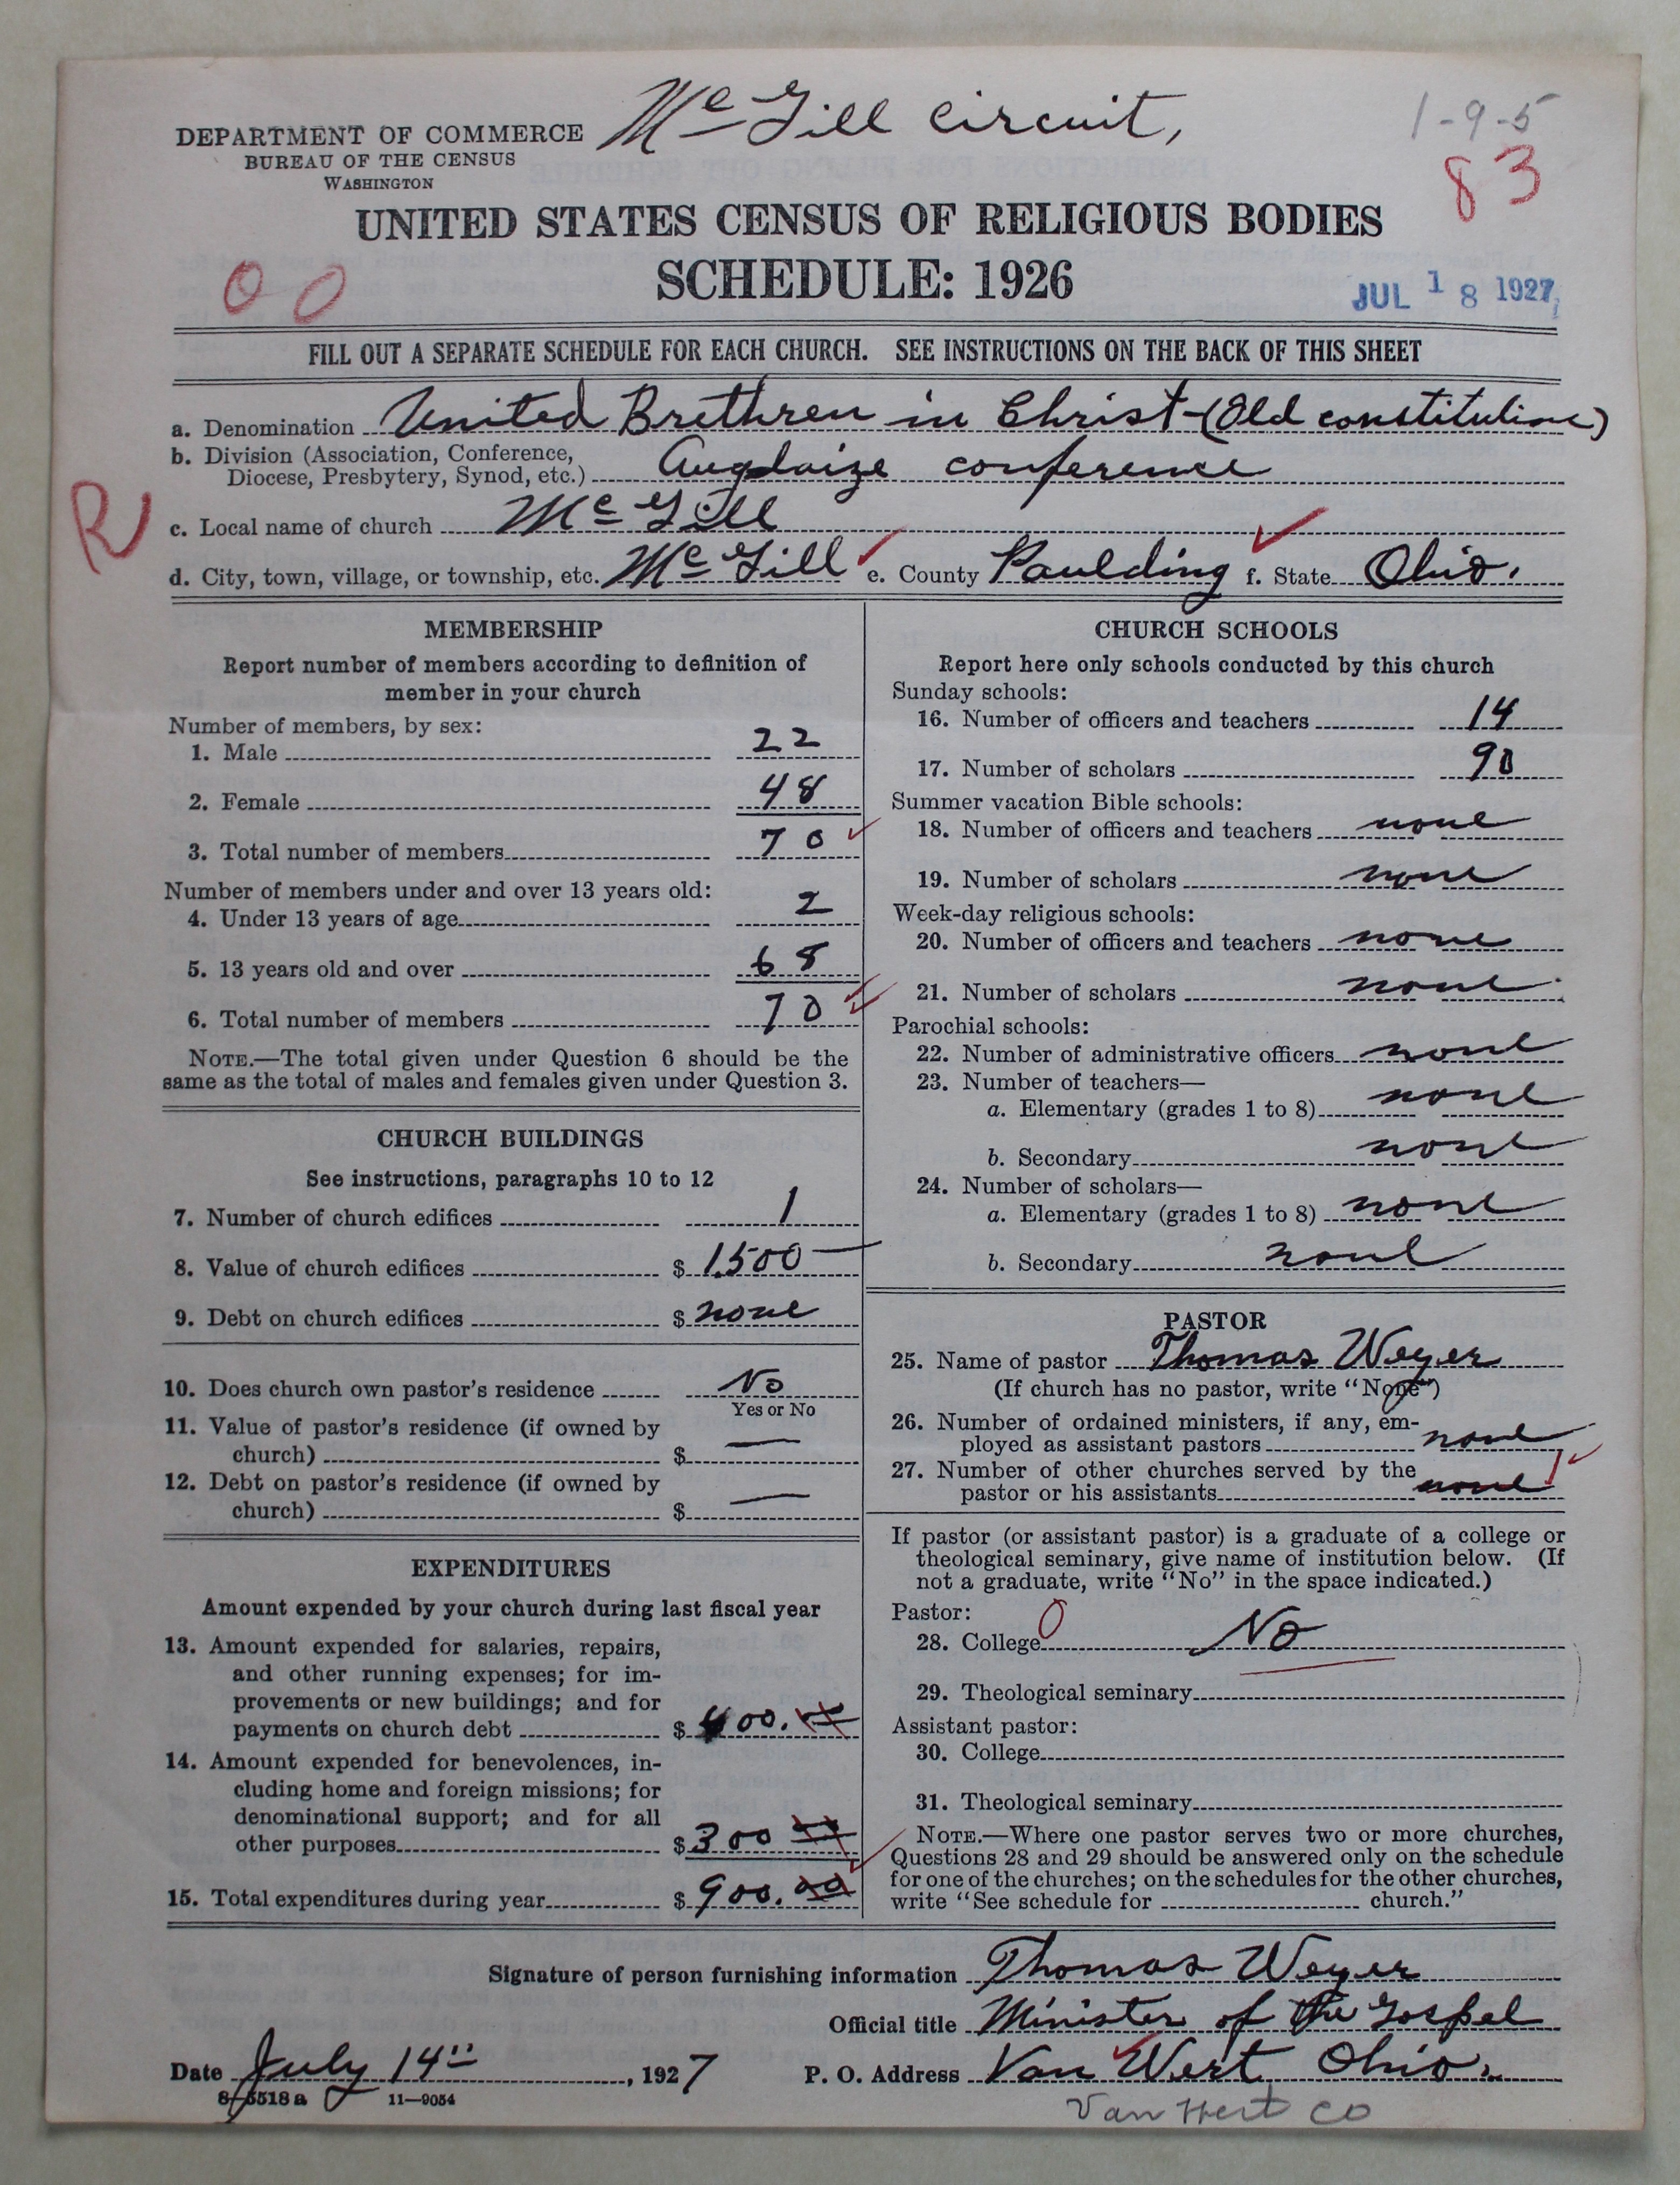 McGill circuit,
1-9-5
DEPARTMENT OF COMMERCE
BUREAU OF THE CENSUS
WASHINGTON
83
UNITED STATES CENSUS OF RELIGIOUS BODIES
SCHEDULE: 1926
00
JUL 18 1927
FILL OUT A SEPARATE SCHEDULE FOR EACH CHURCH. SEE INSTRUCTIONS ON THE BACK OF THIS SHEET
a. Denomination United Brethren in Christ-(Old constitution)
b. Division (Association, Conference,
Diocese, Presbytery, Synod, etc.) Auglaize conference
R
c. Local name of church McGill
d. City, town, village, or township, etc. McGill e. County Paulding f. State Ohio.
MEMBERSHIP
Report number of members according to definition of
member in your church
Number of members, by sex:
1. Male 22
2. Female 48
3. Total number of members 70
Number of members under and over 13 years old:
4. Under 13 years of age 2
5. 13 years old and over 68
6. Total number of members 70
NOTE.—The total given under Question 6 should be the
same as the total of males and females given under Question 3.
CHURCH BUILDINGS
See instructions, paragraphs 10 to 12
7. Number of church edifices 1
8. Value of church edifices $ 1500—
9. Debt on church edifices $ none
10. Does church own pastor's residence No
Yes or No
11. Value of pastor's residence (if owned by
church) $ —
12. Debt on pastor's residence (if owned by
church) $ —
EXPENDITURES
Amount expended by your church during last fiscal year
13. Amount expended for salaries, repairs,
and other running expenses; for im-
provements or new buildings; and for
payments on church debt $ 00.
14. Amount expended for benevolences, in-
cluding home and foreign missions; for
denominational support; and for all
other purposes $ 300
15. Total expenditures during year $ 900.00
CHURCH SCHOOLS
Report here only schools conducted by this church
Sunday schools:
16. Number of officers and teachers 14
17. Number of scholars 90
Summer vacation Bible schools:
18. Number of officers and teachers none
19. Number of scholars none
Week-day religious schools:
20. Number of officers and teachers none
21. Number of scholars none
Parochial schools:
22. Number of administrative officers none
23. Number of teachers—
a. Elementary (grades 1 to 8) none
b. Secondary none
24. Number of scholars—
a. Elementary (grades 1 to 8) none
b. Secondary none
PASTOR
25. Name of pastor Thomas Weyer
(If church has no pastor, write "None")
26. Number of ordained ministers, if any, em-
ployed as assistant pastors none
27. Number of other churches served by the
pastor or his assistants none 1
If pastor (or assistant pastor) is a graduate of a college or
theological seminary, give name of institution below. (If
not a graduate, write "No" in the space indicated.)
Pastor:
28. College 0 No
29. Theological seminary
Assistant pastor:
30. College
31. Theological seminary
NOTE.—Where one pastor serves two or more churches,
Questions 28 and 29 should be answered only on the schedule
for one of the churches; on the schedules for the other churches,
write "See schedule for church."
Signature of person furnishing information Thomas Weyer
Official title Minister of the Gospel
Date July 14", 1927 P. O. Address Van Wert Ohio.
8-5518a 11-9054
Van Wert Co